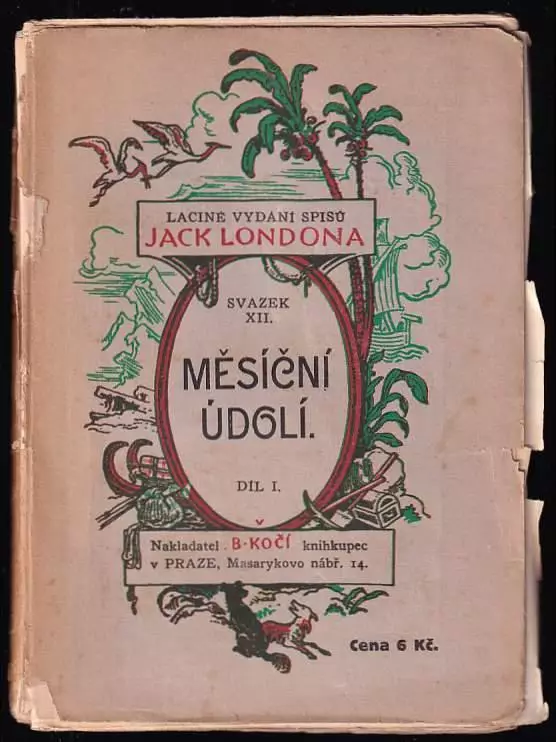 LACINÉ VYDÁNÍ SPISŮ
JACK LONDONA
SVAZEK
XII.
MĚSÍČNÍ
ÚDOLÍ.
DÍL I.
Nakladatel B·KOČÍ knihkupec
v PRAZE, Masarykovo nábř. 14.
Cena 6 Kč.